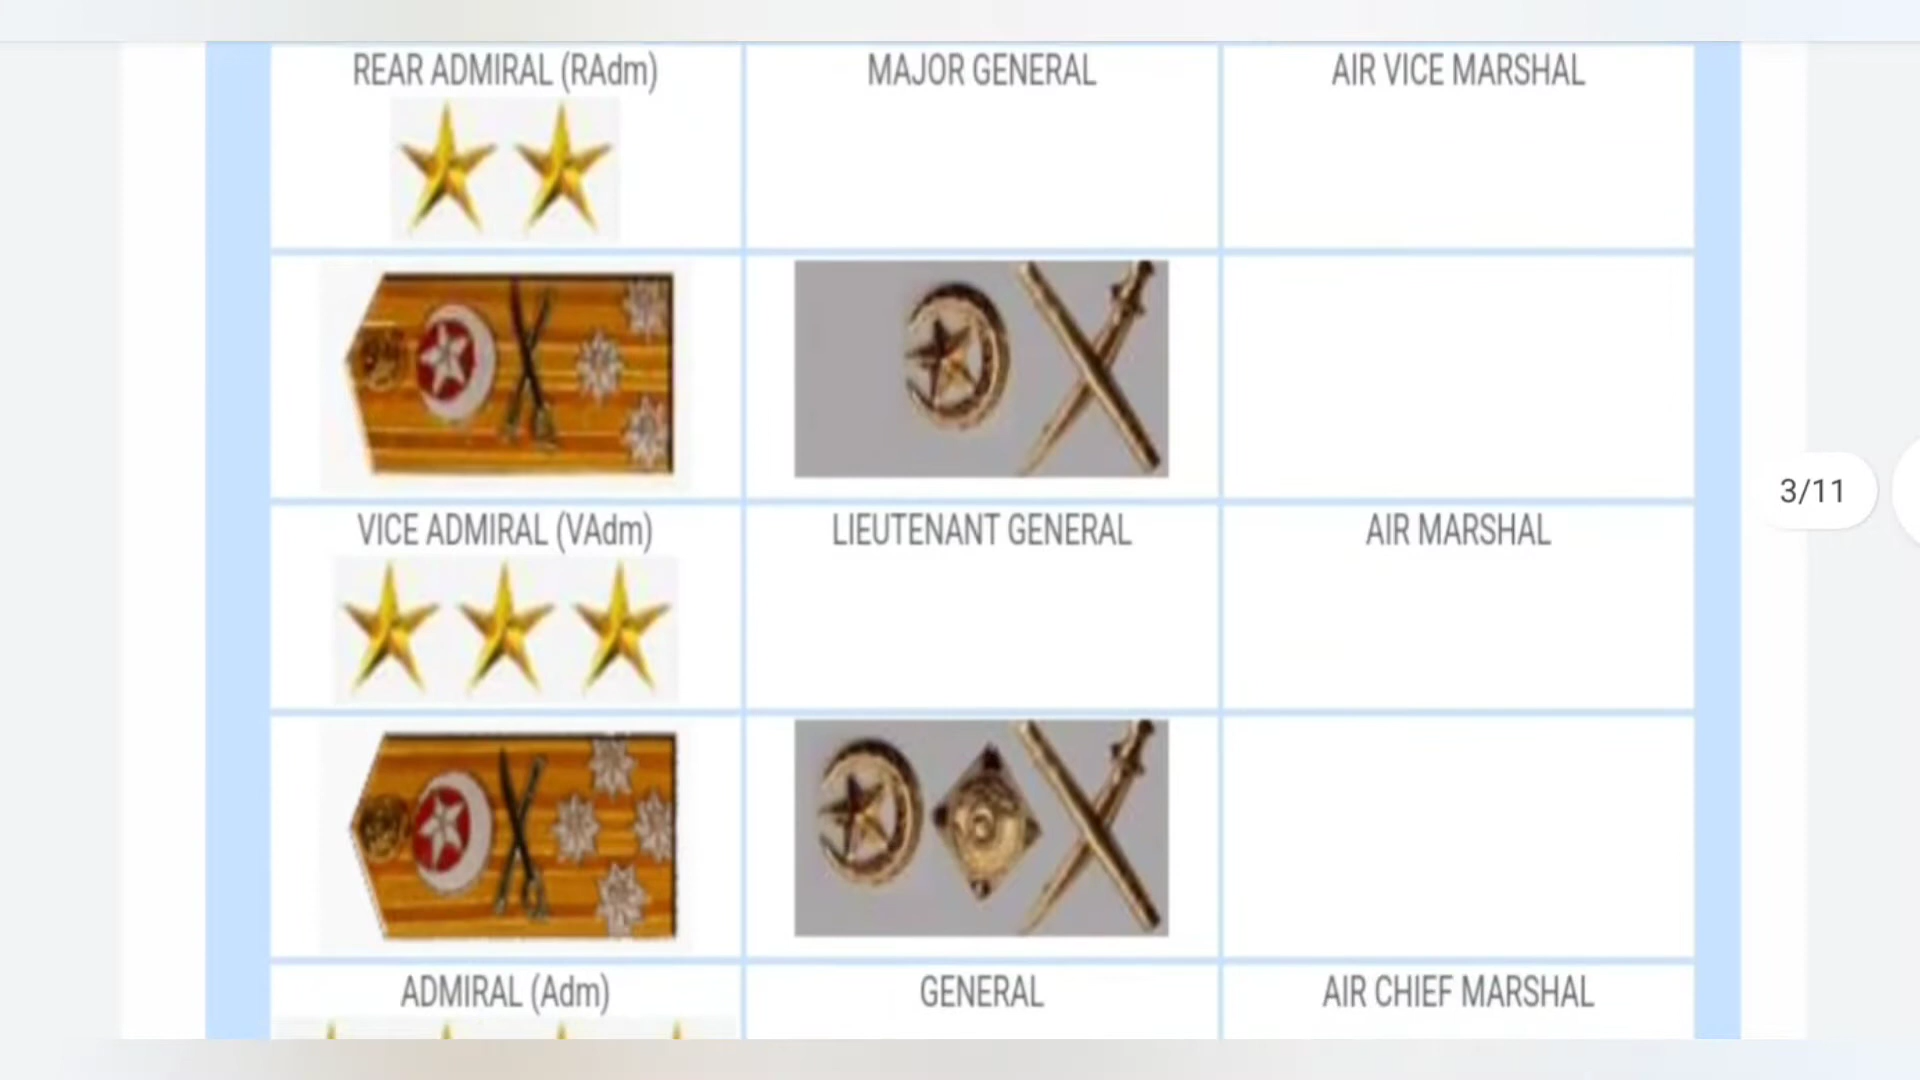 REAR ADMIRAL (RAdm) MAJOR GENERAL AIR VICE MARSHAL
3/11
VICE ADMIRAL (VAdm) LIEUTENANT GENERAL AIR MARSHAL
ADMIRAL (Adm) GENERAL AIR CHIEF MARSHAL